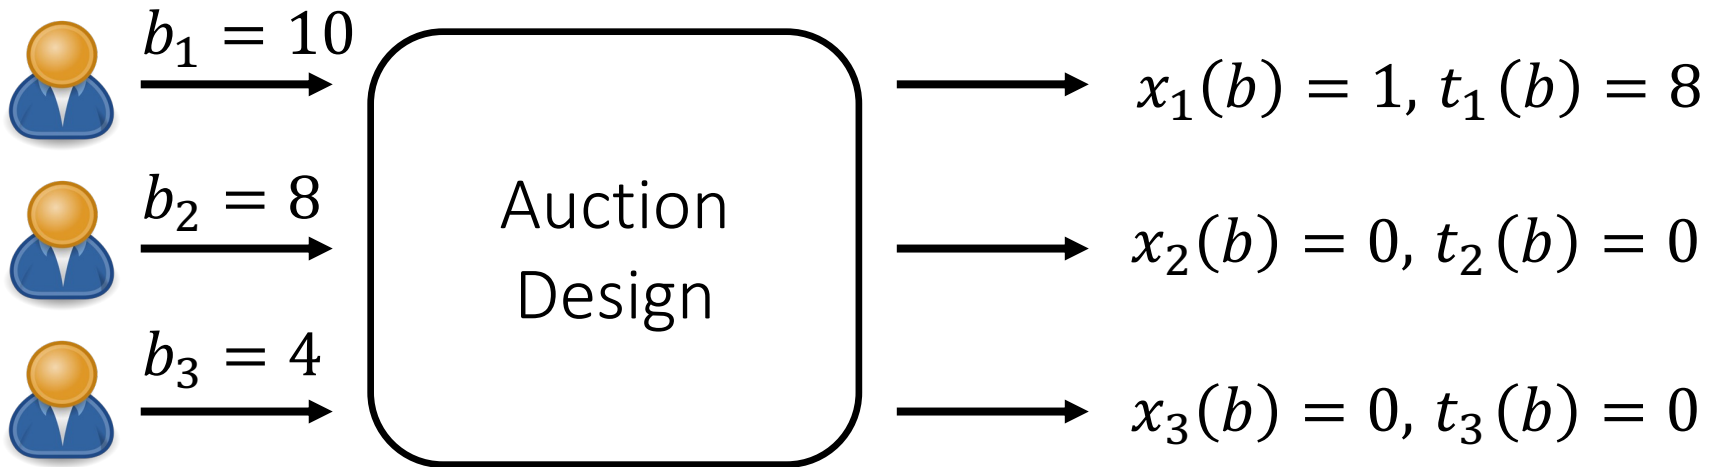 b₁ = 10
x₁(b) = 1, t₁(b) = 8
b₂ = 8
Auction
Design
x₂(b) = 0, t₂(b) = 0
b₃ = 4
x₃(b) = 0, t₃(b) = 0